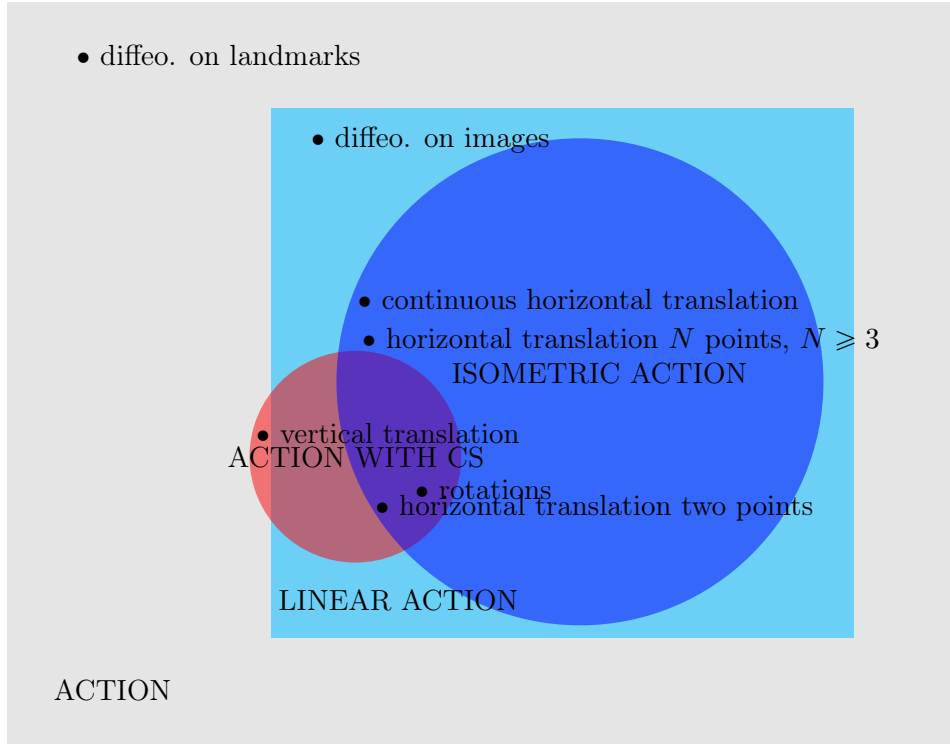 • diffeo. on landmarks
• diffeo. on images
• continuous horizontal translation
• horizontal translation N points, N ⩾ 3
ISOMETRIC ACTION
• vertical translation
ACTION WITH CS
• rotations
• horizontal translation two points
LINEAR ACTION
ACTION